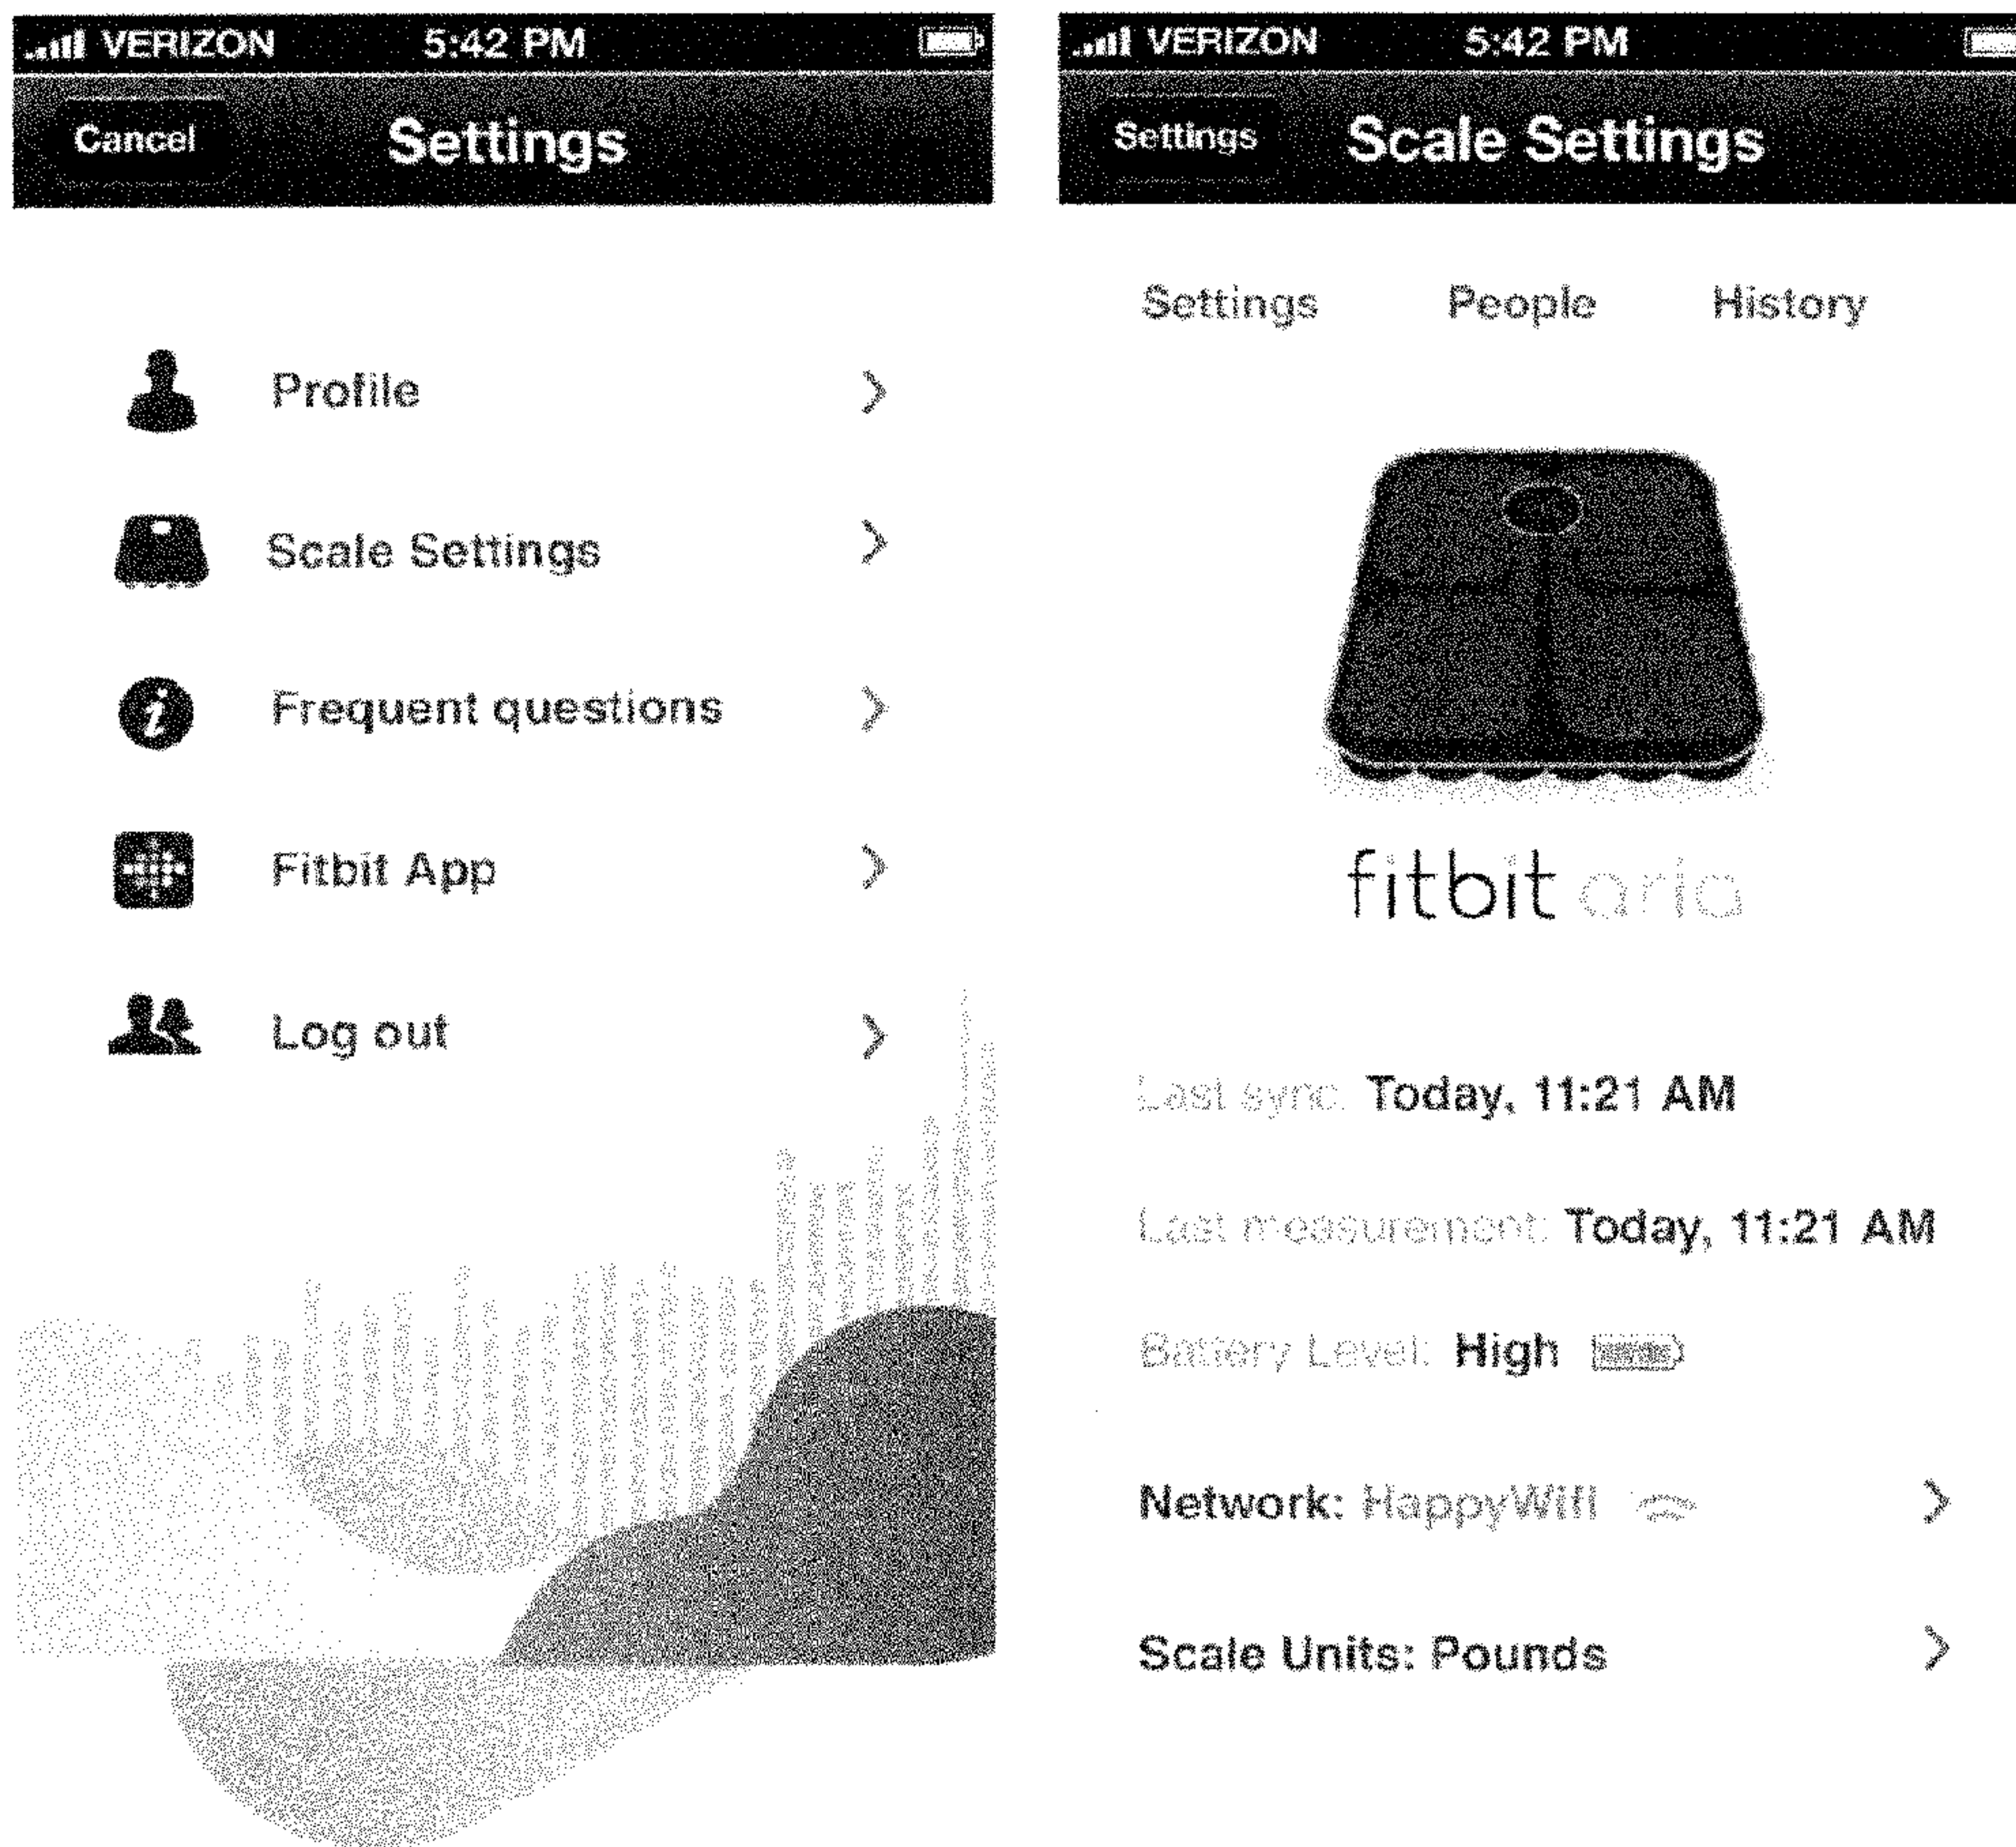 VERIZON 5:42 PM
Cancel Settings
Profile
Scale Settings
Frequent questions
Fitbit App
Log out
VERIZON 5:42 PM
Settings Scale Settings
Settings People History
fitbit aria
Last sync: Today, 11:21 AM
Last measurement: Today, 11:21 AM
Battery Level: High
Network: HappyWifi
Scale Units: Pounds